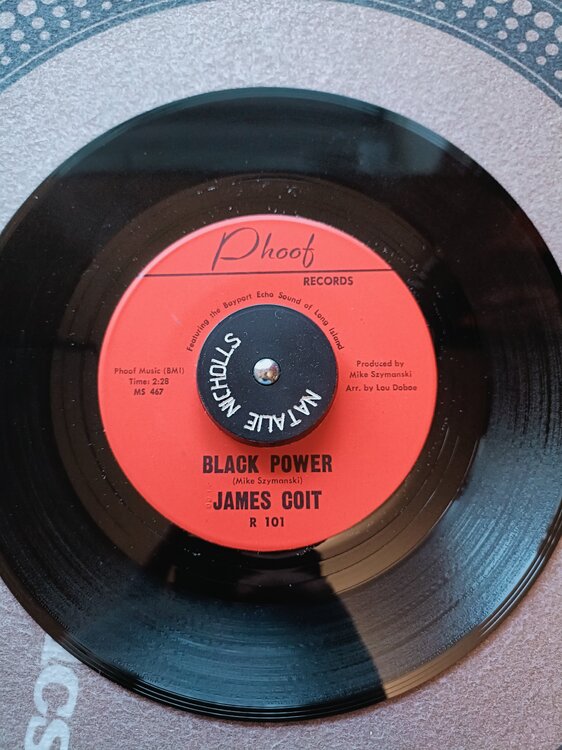 Phoof
RECORDS
Featuring the Bayport Echo Sound of Long Island
Phoof Music (BMI)
Time: 2:28
MS 467
Produced by
Mike Szymanski
Arr. by Lou Daboe
NATALIE NICHOLLS
BLACK POWER
(Mike Szymanski)
JAMES COIT
R 101
NICS